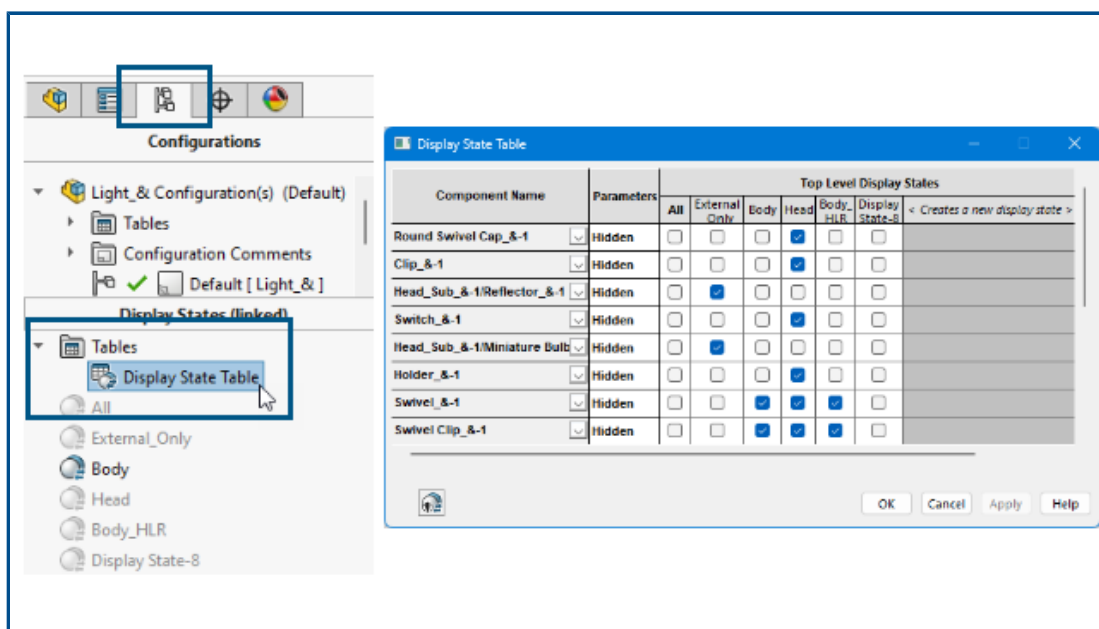 Configurations
Light_& Configuration(s) (Default)
Tables
Configuration Comments
Default [ Light_& ]
Display States (linked)
Tables
Display State Table
All
External_Only
Body
Head
Body_HLR
Display State-8
Display State Table
Component Name Parameters Top Level Display States
All External Only Body Head Body_ HLR Display State-8 < Creates a new display state >
Round Swivel Cap_&-1 Hidden
Clip_&-1 Hidden
Head_Sub_&-1/Reflector_&-1 Hidden
Switch_&-1 Hidden
Head_Sub_&-1/Miniature Bulb Hidden
Holder_&-1 Hidden
Swivel_&-1 Hidden
Swivel Clip_&-1 Hidden
OK Cancel Apply Help